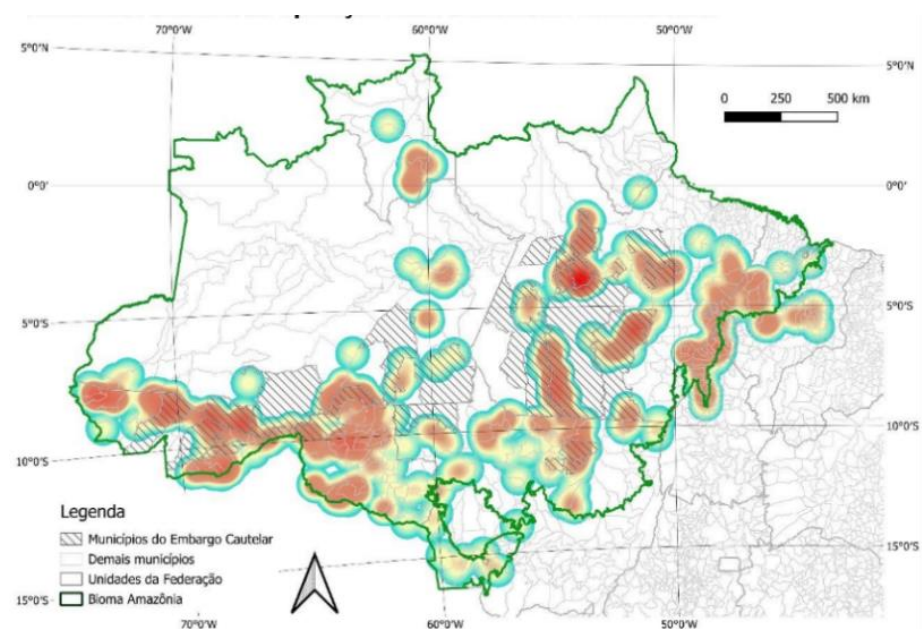 70°0'W 60°0'W 50°0'W
5°0'N 5°0'N
0 250 500 km
0°0' 0°0'
5°0'S 5°0'S
10°0'S 10°0'S
Legenda
Municípios do Embargo Cautelar
Demais municípios
Unidades da Federação
Bioma Amazônia
15°0'S 15°0'S
70°0'W 60°0'W 50°0'W